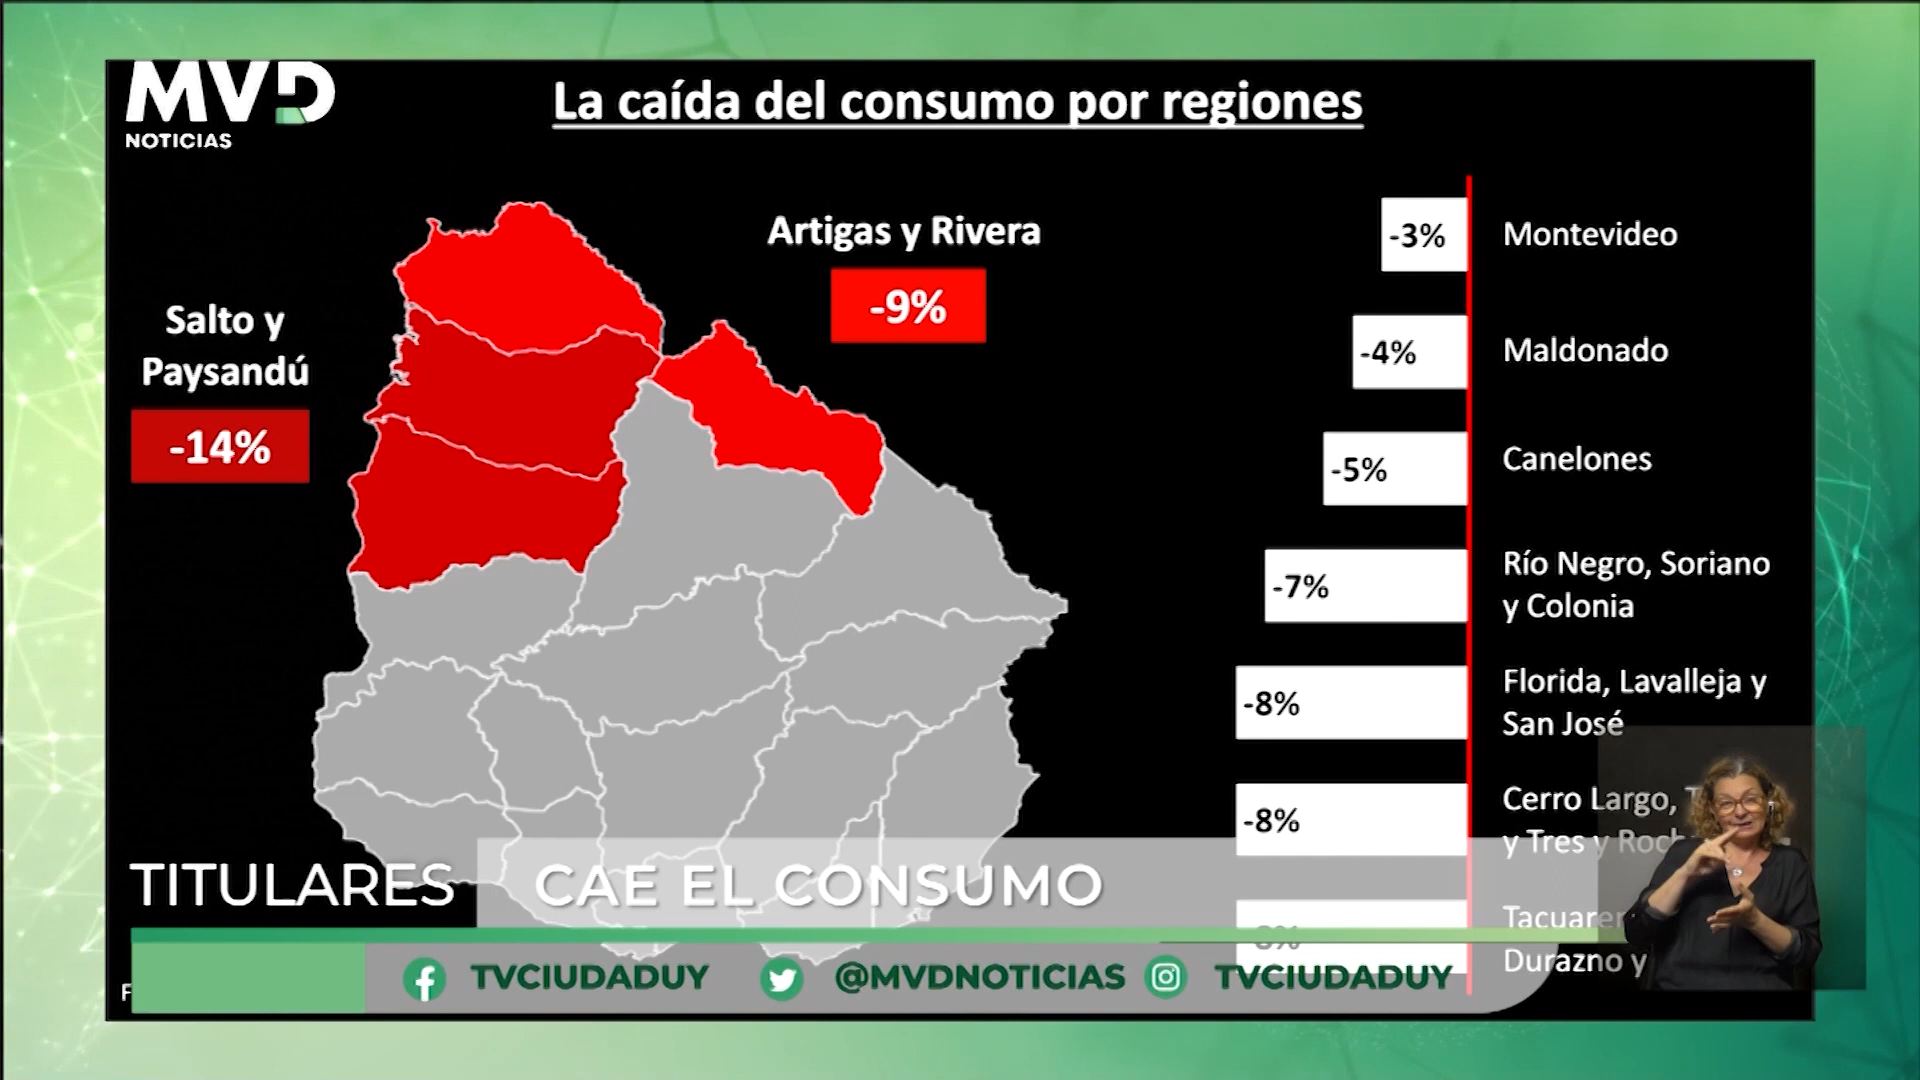 MVD
NOTICIAS
La caída del consumo por regiones
Artigas y Rivera
-9%
Salto y
Paysandú
-14%
-3%
Montevideo
-4%
Maldonado
-5%
Canelones
-7%
Río Negro, Soriano
y Colonia
-8%
Florida, Lavalleja y
San José
-8%
Cerro Largo,
y Tres y
-8%
Durazno y
TITULARES
CAE EL CONSUMO
F
TVCIUDADUY
@MVDNOTICIAS
TVCIUDADUY